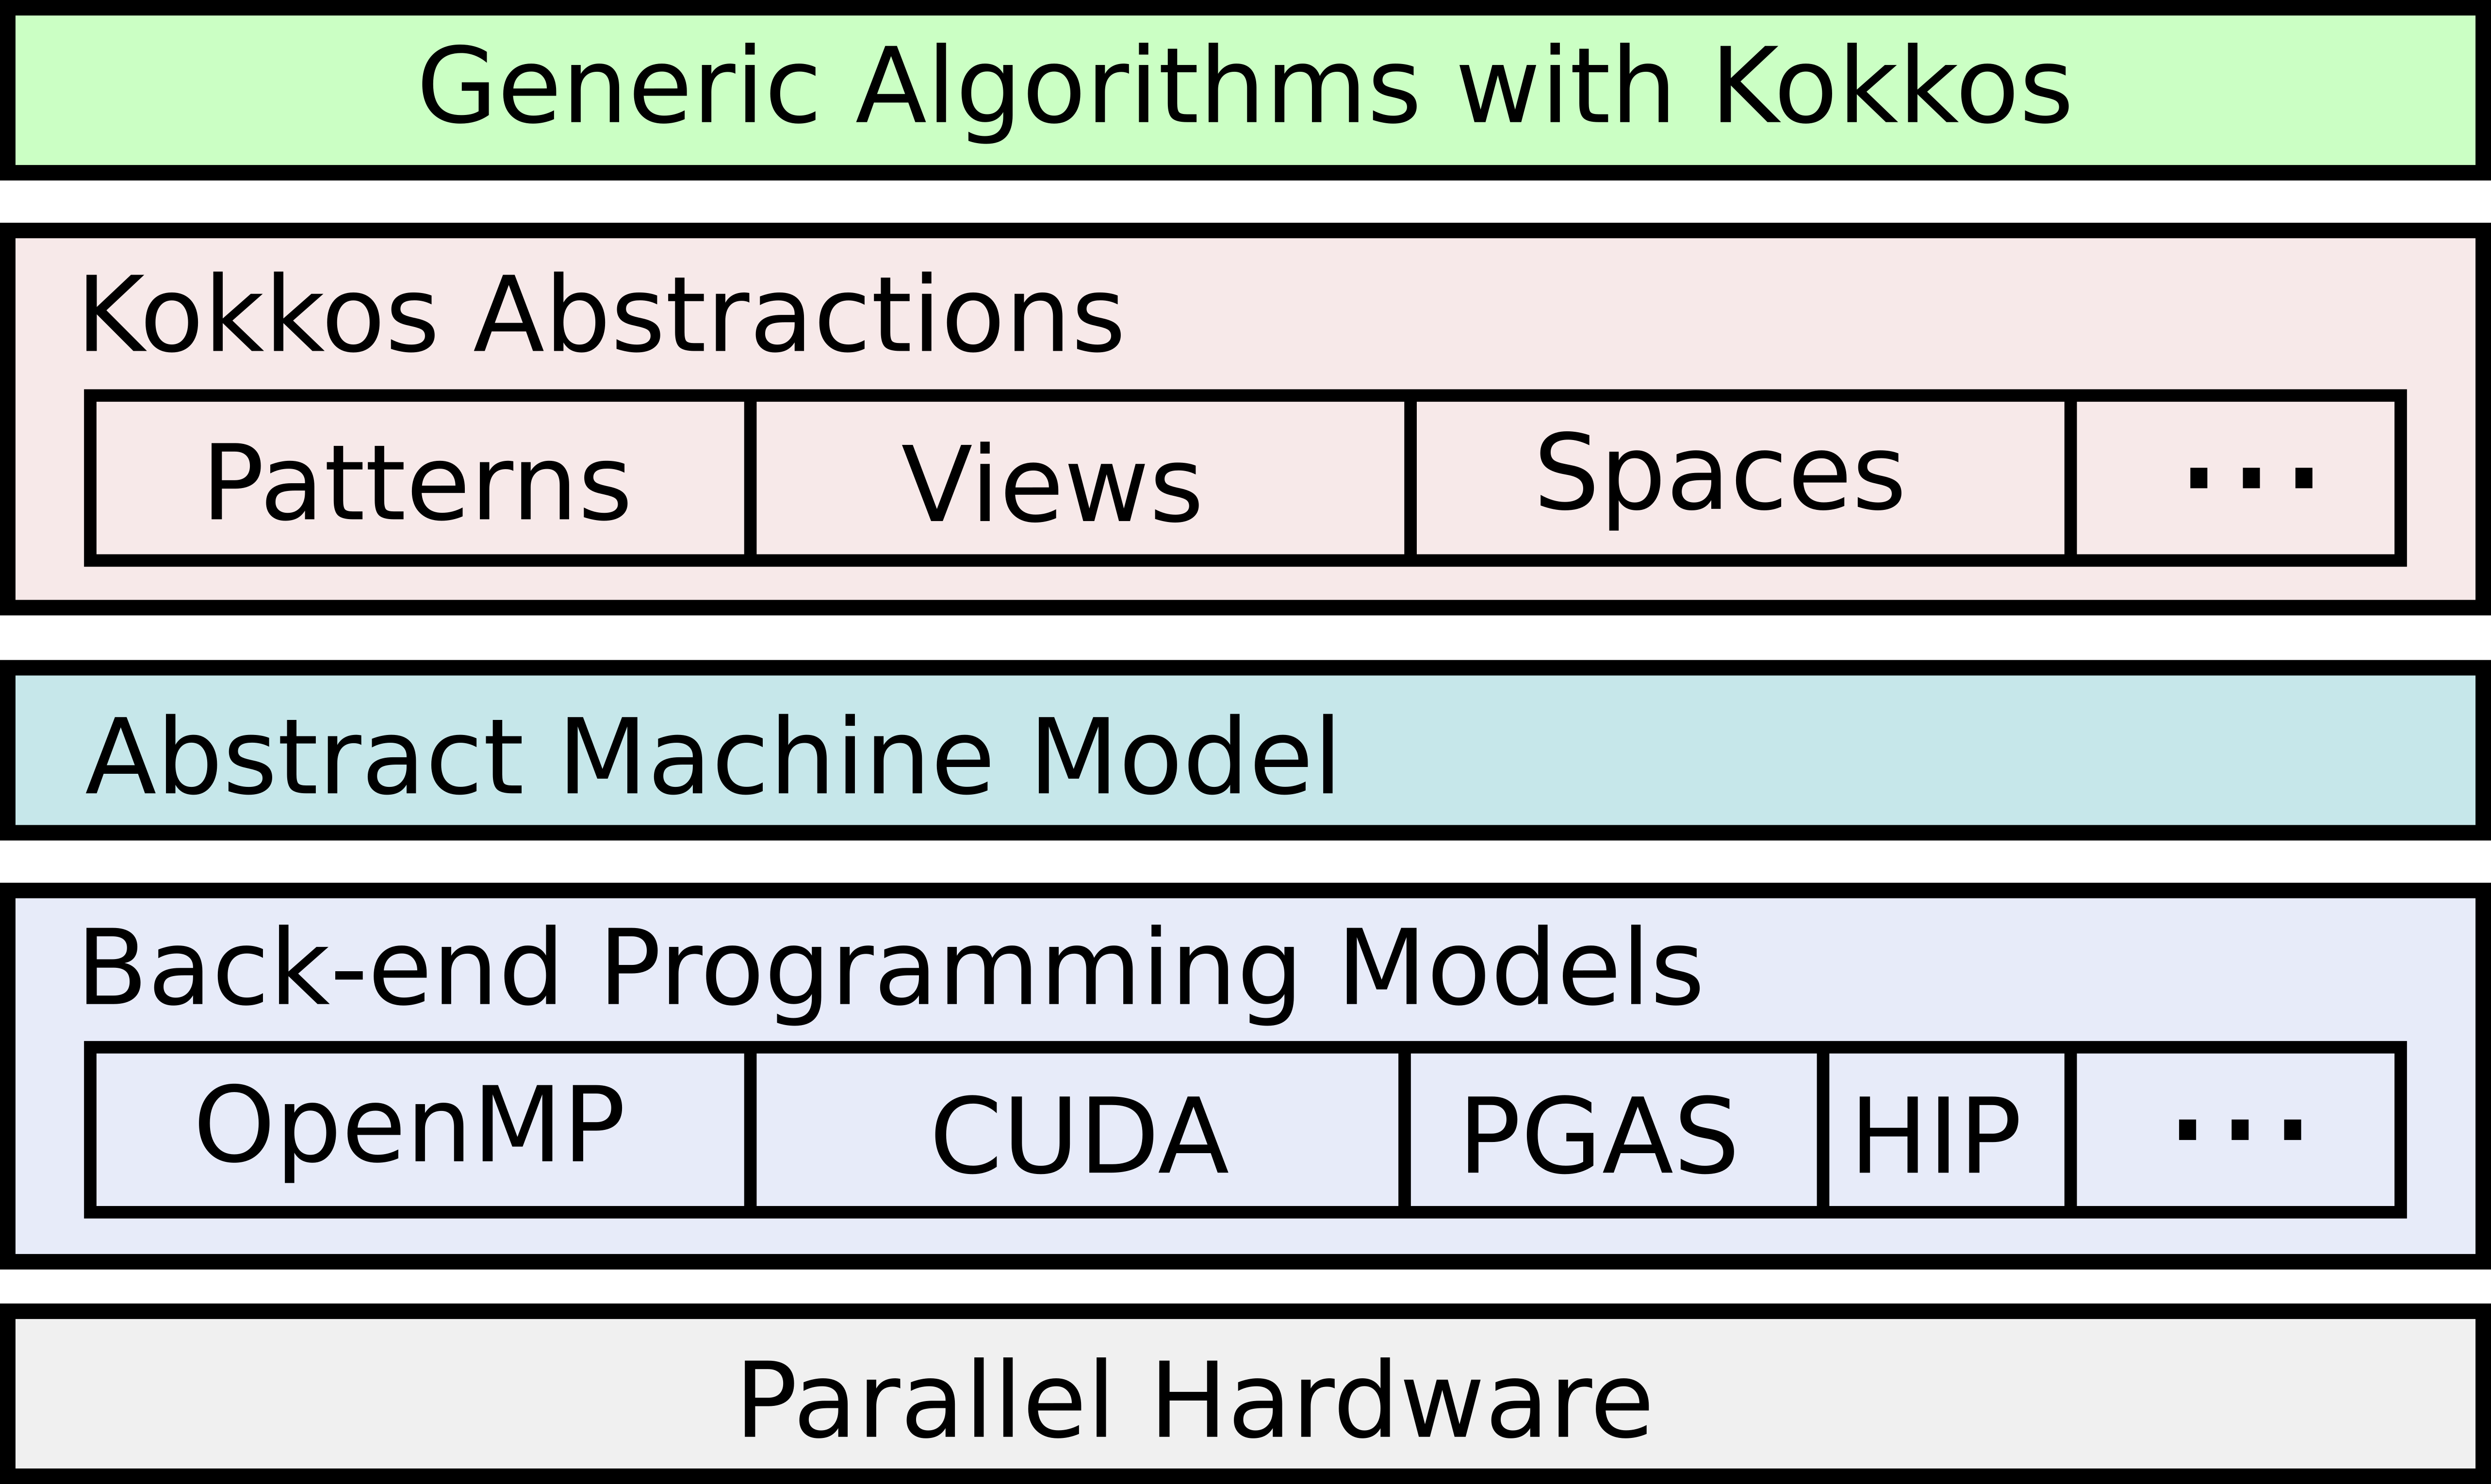 Generic Algorithms with Kokkos
Kokkos Abstractions
Patterns Views Spaces ...
Abstract Machine Model
Back-end Programming Models
OpenMP CUDA PGAS HIP ...
Parallel Hardware